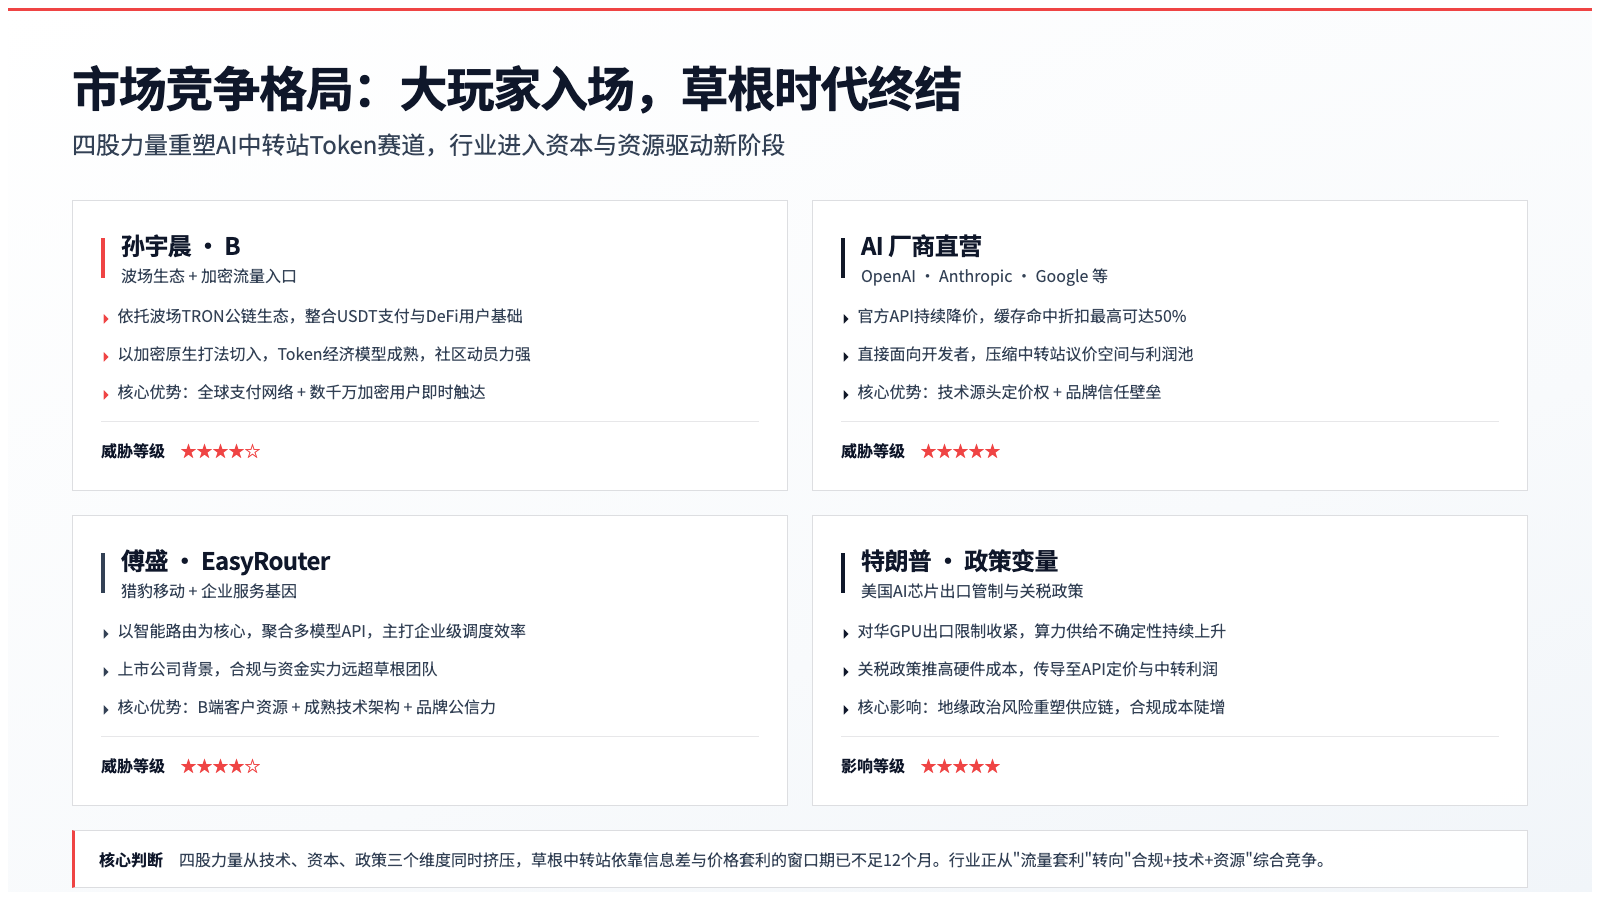 市场竞争格局：大玩家入场，草根时代终结
四股力量重塑AI中转站Token赛道，行业进入资本与资源驱动新阶段
孙宇晨 · B
波场生态 + 加密流量入口
依托波场TRON公链生态，整合USDT支付与DeFi用户基础
以加密原生打法切入，Token经济模型成熟，社区动员力强
核心优势：全球支付网络 + 数千万加密用户即时触达
威胁等级 ★★★★☆
AI 厂商直营
OpenAI · Anthropic · Google 等
官方API持续降价，缓存命中折扣最高可达50%
直接面向开发者，压缩中转站议价空间与利润池
核心优势：技术源头定价权 + 品牌信任壁垒
威胁等级 ★★★★★
傅盛 · EasyRouter
猎豹移动 + 企业服务基因
以智能路由为核心，聚合多模型API，主打企业级调度效率
上市公司背景，合规与资金实力远超草根团队
核心优势：B端客户资源 + 成熟技术架构 + 品牌公信力
威胁等级 ★★★★☆
特朗普 · 政策变量
美国AI芯片出口管制与关税政策
对华GPU出口限制收紧，算力供给不确定性持续上升
关税政策推高硬件成本，传导至API定价与中转利润
核心影响：地缘政治风险重塑供应链，合规成本陡增
影响等级 ★★★★★
核心判断 四股力量从技术、资本、政策三个维度同时挤压，草根中转站依靠信息差与价格套利的窗口期已不足12个月。行业正从"流量套利"转向"合规+技术+资源"综合竞争。